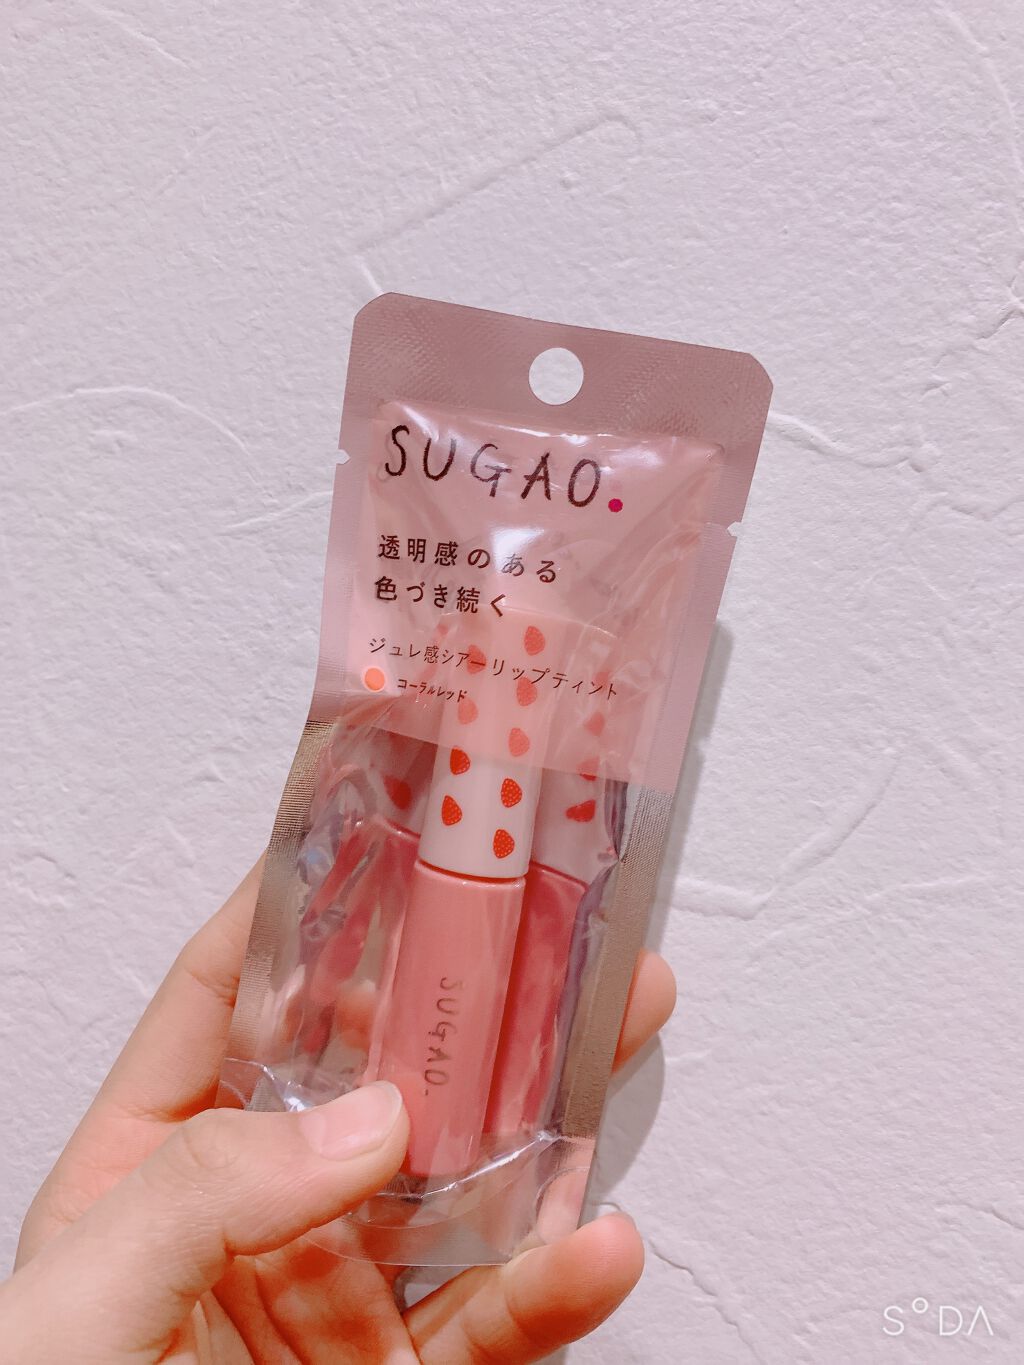 SUGAO.
透明感のある
色づき続く
ジュレ感シアーリップティント
コーラルレッド
SUGAO.
SODA